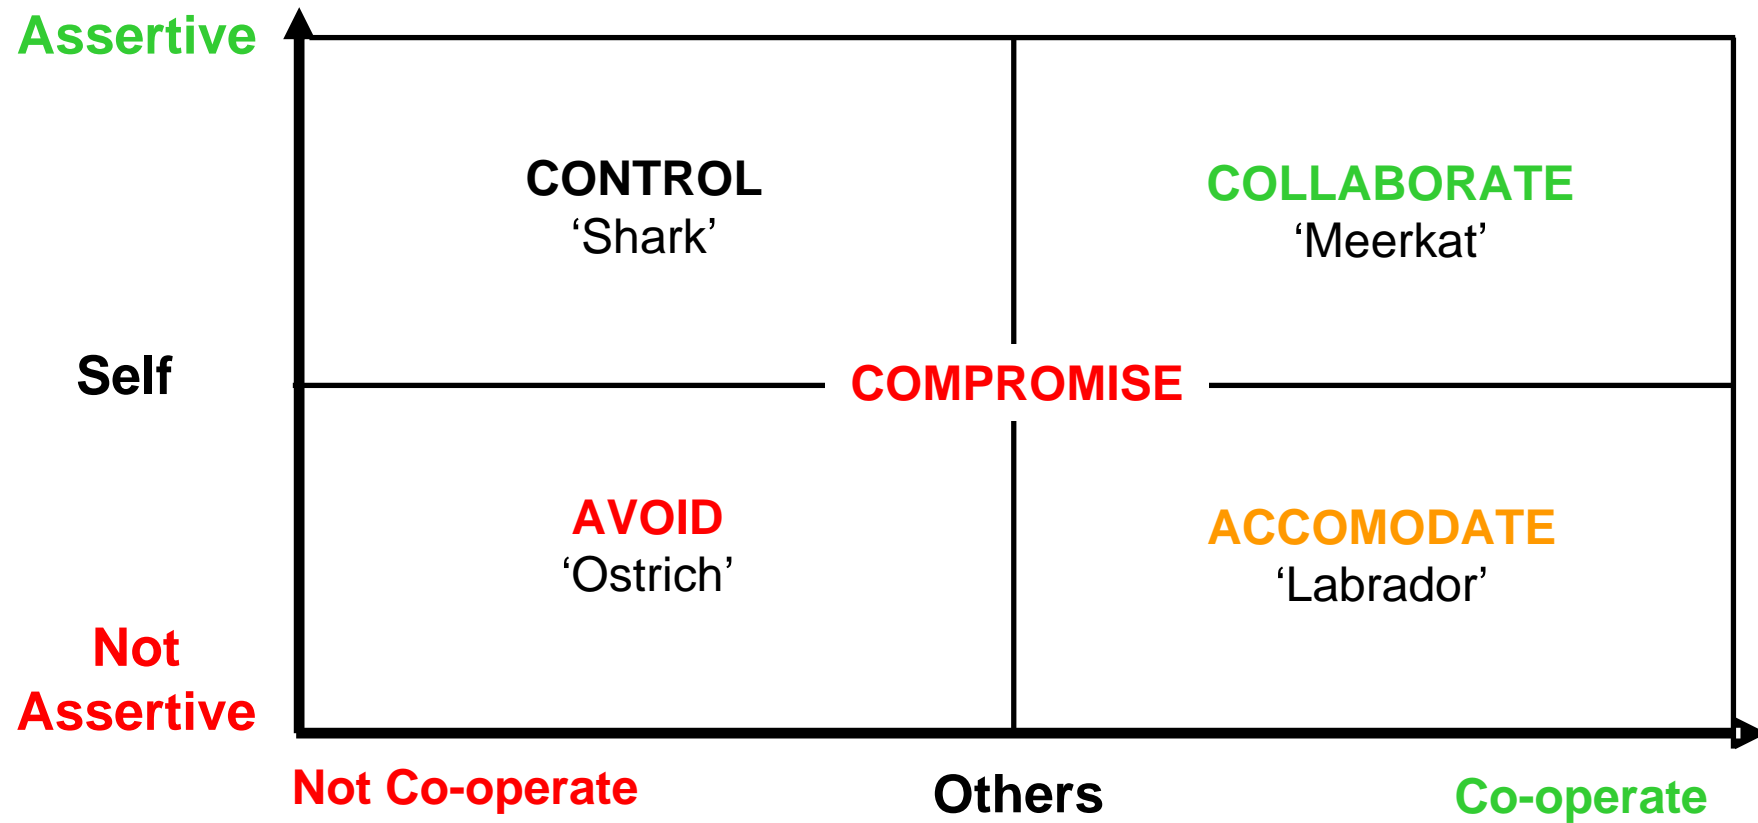 Assertive
CONTROL
‘Shark’
COLLABORATE
‘Meerkat’
Self
COMPROMISE
AVOID
‘Ostrich’
ACCOMODATE
‘Labrador’
Not
Assertive
Not Co-operate
Others
Co-operate